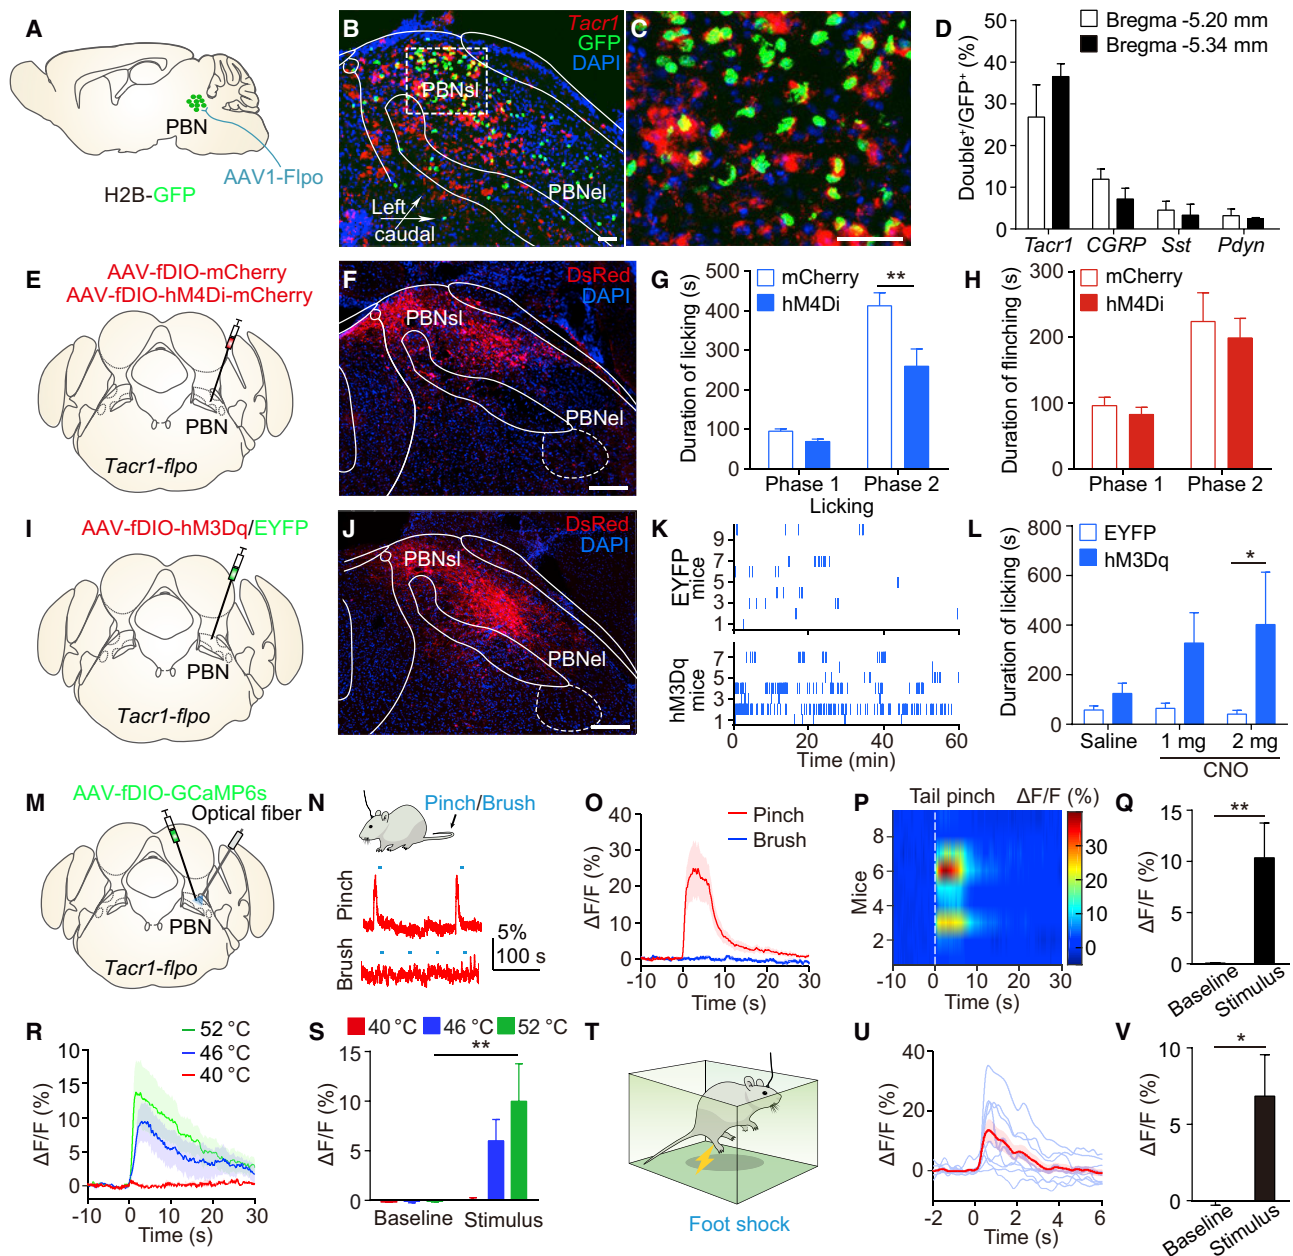 A
PBN
AAV1-Flpo
H2B-GFP
B
Tacr1
GFP
DAPI
PBNsl
PBNel
Left
caudal
C
D
Bregma -5.20 mm
Bregma -5.34 mm
Double⁺/GFP⁺ (%)
50
40
30
20
10
0
Tacr1 CGRP Sst Pdyn
E
AAV-fDIO-mCherry
AAV-fDIO-hM4Di-mCherry
PBN
Tacr1-flpo
F
DsRed
DAPI
PBNsl
PBNel
G
mCherry
hM4Di
**
Duration of licking (s)
500
400
300
200
100
0
Phase 1 Phase 2
Licking
H
mCherry
hM4Di
Duration of flinching (s)
300
200
100
0
Phase 1 Phase 2
I
AAV-fDIO-hM3Dq/EYFP
PBN
Tacr1-flpo
J
DsRed
DAPI
PBNsl
PBNel
K
EYFP
mice
9
7
5
3
1
hM3Dq
mice
7
5
3
1
0 20 40 60
Time (min)
L
EYFP
hM3Dq
*
Duration of licking (s)
800
600
400
200
0
Saline 1 mg 2 mg
CNO
M
AAV-fDIO-GCaMP6s
Optical fiber
PBN
Tacr1-flpo
N
Pinch/Brush
Pinch
Brush
5%
100 s
O
Pinch
Brush
ΔF/F (%)
40
30
20
10
0
-10 0 10 20 30
Time (s)
P
Tail pinch ΔF/F (%)
Mice
8
6
4
2
-10 0 10 20 30
Time (s)
30
20
10
0
Q
**
ΔF/F (%)
15
10
5
0
Baseline
Stimulus
R
52 °C
46 °C
40 °C
ΔF/F (%)
10
15
10
5
0
-10 0 10 20 30
Time (s)
S
40 °C 46 °C 52 °C
**
ΔF/F (%)
15
10
5
0
Baseline Stimulus
T
Foot shock
U
ΔF/F (%)
40
20
0
-2 0 2 4 6
Time (s)
V
*
ΔF/F (%)
10
5
0
Baseline
Stimulus